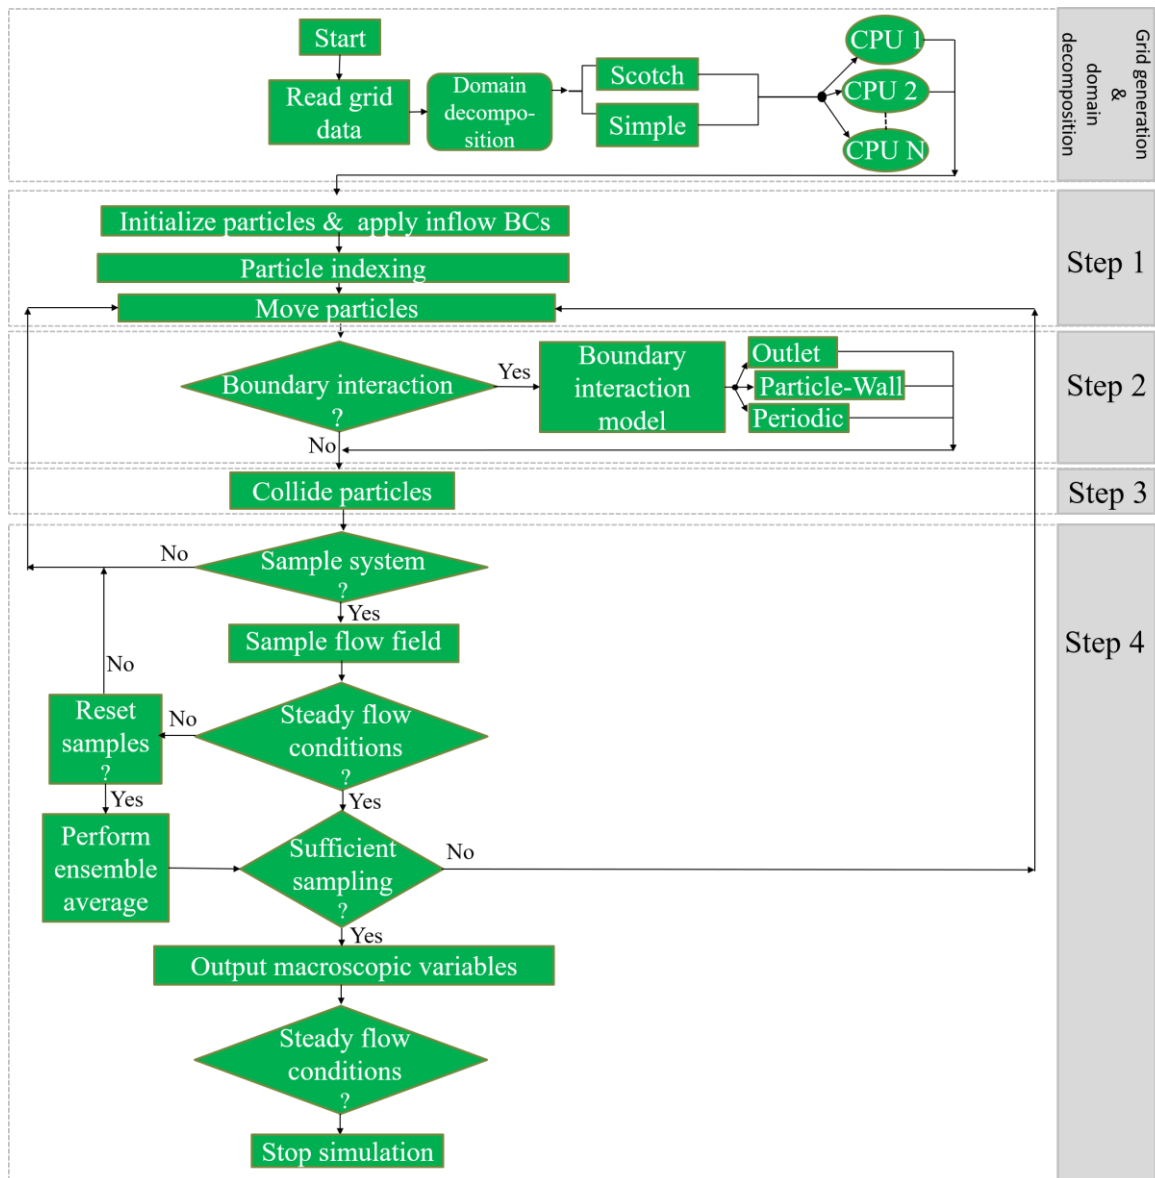 Start
Read grid
data
Domain
decompo-
sition
Scotch
Simple
CPU 1
CPU 2
CPU N
Grid generation
&
domain
decomposition
Initialize particles &  apply inflow BCs
Particle indexing
Move particles
Step 1
Boundary interaction
?
Yes
No
Boundary
interaction
model
Outlet
Particle-Wall
Periodic
Step 2
Collide particles
Step 3
Sample system
?
No
Yes
Sample flow field
Steady flow
conditions
?
No
Yes
Reset
samples
?
No
Yes
Perform
ensemble
average
Sufficient
sampling
?
No
Yes
Output macroscopic variables
Steady flow
conditions
?
Stop simulation
Step 4